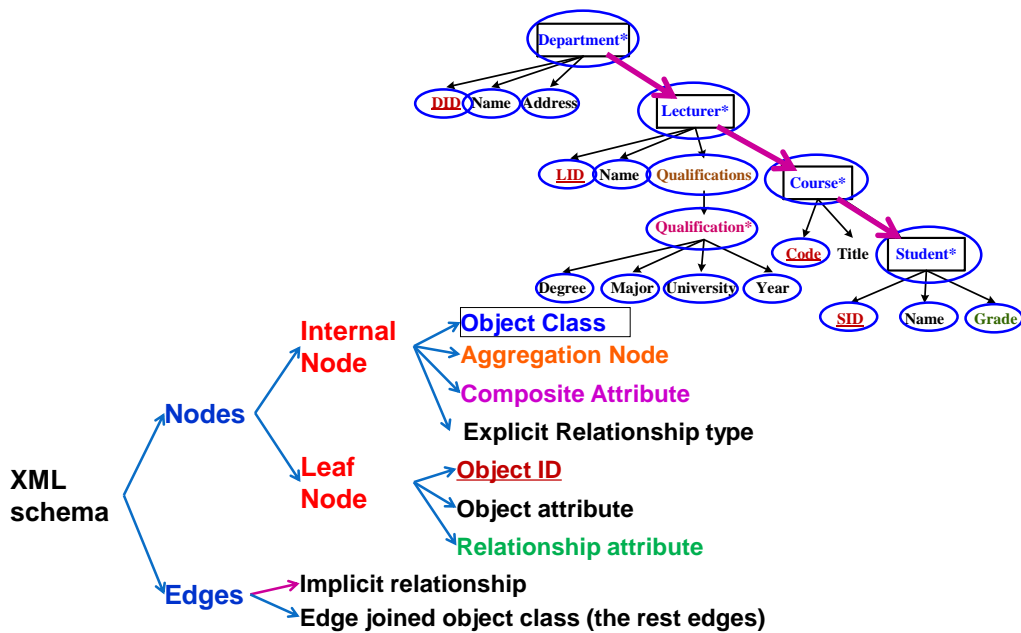 Department*
DID Name Address
Lecturer*
LID Name Qualifications
Course*
Qualification*
Code Title
Student*
Degree Major University Year
SID Name Grade
Internal
Node
Object Class
Aggregation Node
Composite Attribute
Explicit Relationship type
Nodes
Leaf
Node
Object ID
Object attribute
Relationship attribute
XML
schema
Edges
Implicit relationship
Edge joined object class (the rest edges)